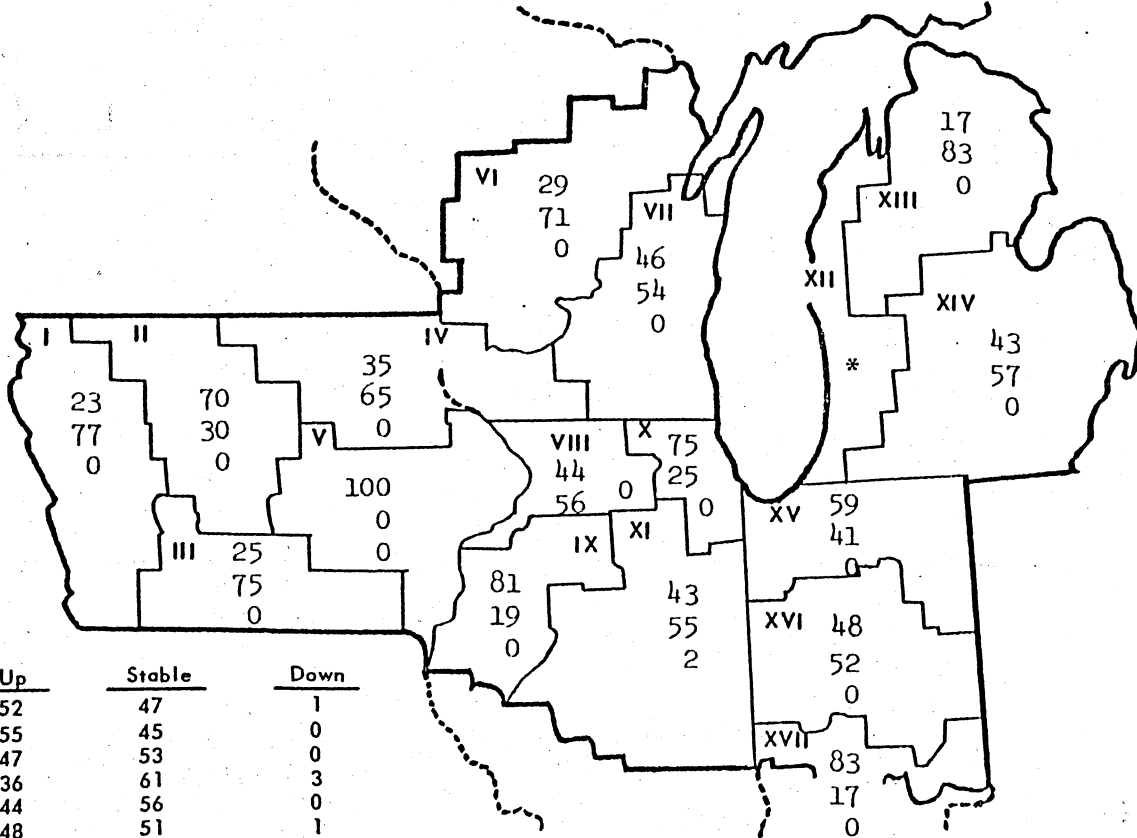 17
83
0
XIII
VI
29
71
0
VII
46
54
0
XII
XIV
43
57
0
*
I
II
IV
35
65
0
23
77
0
70
30
0
V
100
0
0
VIII
44
56
0
X
75
25
0
III
25
75
0
IX
81
19
0
XI
43
55
2
XV
59
41
0
XVI
48
52
0
XVII
83
17
0
Up Stable Down
52 47 1
55 45 0
47 53 0
36 61 3
44 56 0
48 51 1